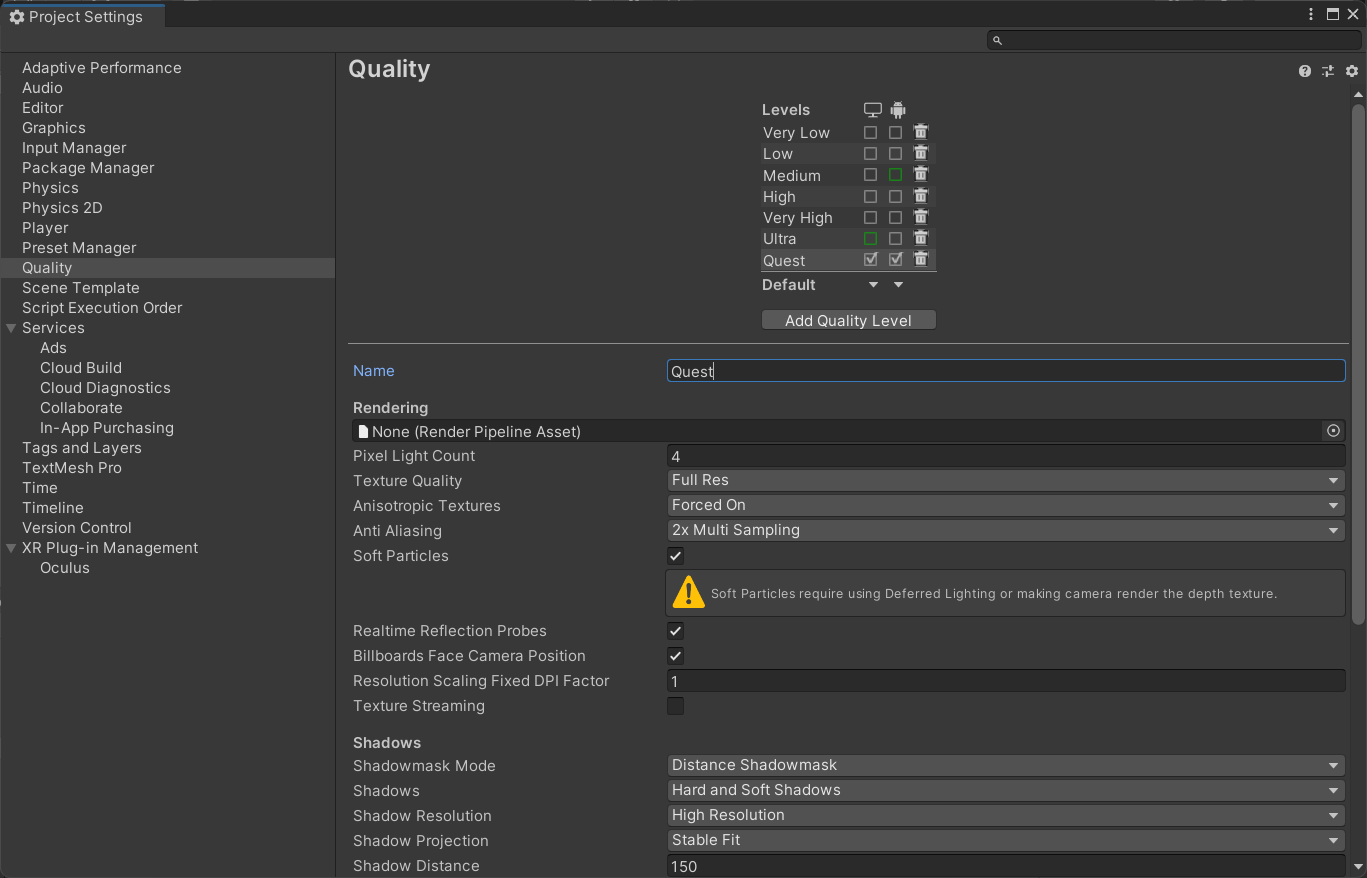 Project Settings
Adaptive Performance
Audio
Editor
Graphics
Input Manager
Package Manager
Physics
Physics 2D
Player
Preset Manager
Quality
Scene Template
Script Execution Order
Services
Ads
Cloud Build
Cloud Diagnostics
Collaborate
In-App Purchasing
Tags and Layers
TextMesh Pro
Time
Timeline
Version Control
XR Plug-in Management
Oculus
Quality
Levels
Very Low
Low
Medium
High
Very High
Ultra
Quest
Default
Add Quality Level
Name Quest
Rendering
None (Render Pipeline Asset)
Pixel Light Count 4
Texture Quality Full Res
Anisotropic Textures Forced On
Anti Aliasing 2x Multi Sampling
Soft Particles
Soft Particles require using Deferred Lighting or making camera render the depth texture.
Realtime Reflection Probes
Billboards Face Camera Position
Resolution Scaling Fixed DPI Factor 1
Texture Streaming
Shadows
Shadowmask Mode Distance Shadowmask
Shadows Hard and Soft Shadows
Shadow Resolution High Resolution
Shadow Projection Stable Fit
Shadow Distance 150